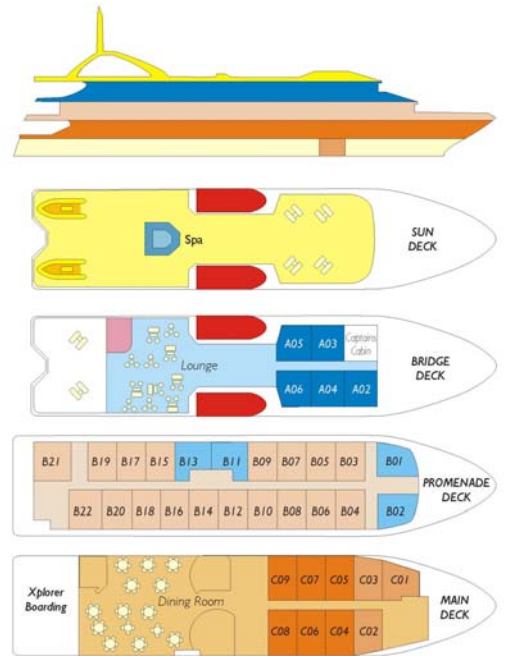 Spa
SUN
DECK
A05 A03 Captains
Cabin
Lounge
BRIDGE
DECK
A06 A04 A02
B21 B19 B17 B15 B13 B11 B09 B07 B05 B03 B01
PROMENADE
DECK
B22 B20 B18 B16 B14 B12 B10 B08 B06 B04 B02
C09 C07 C05 C03 C01
Xplorer
Boarding
Dining Room
MAIN
DECK
C08 C06 C04 C02